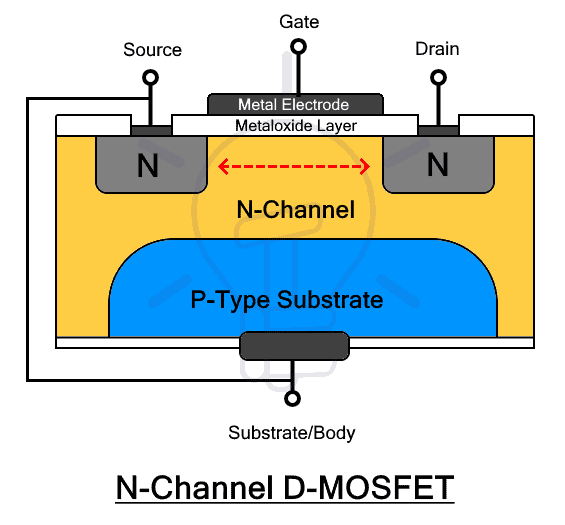 Gate
Source
Drain
Metal Electrode
Metaloxide Layer
N
N
N-Channel
P-Type Substrate
Substrate/Body
N-Channel D-MOSFET